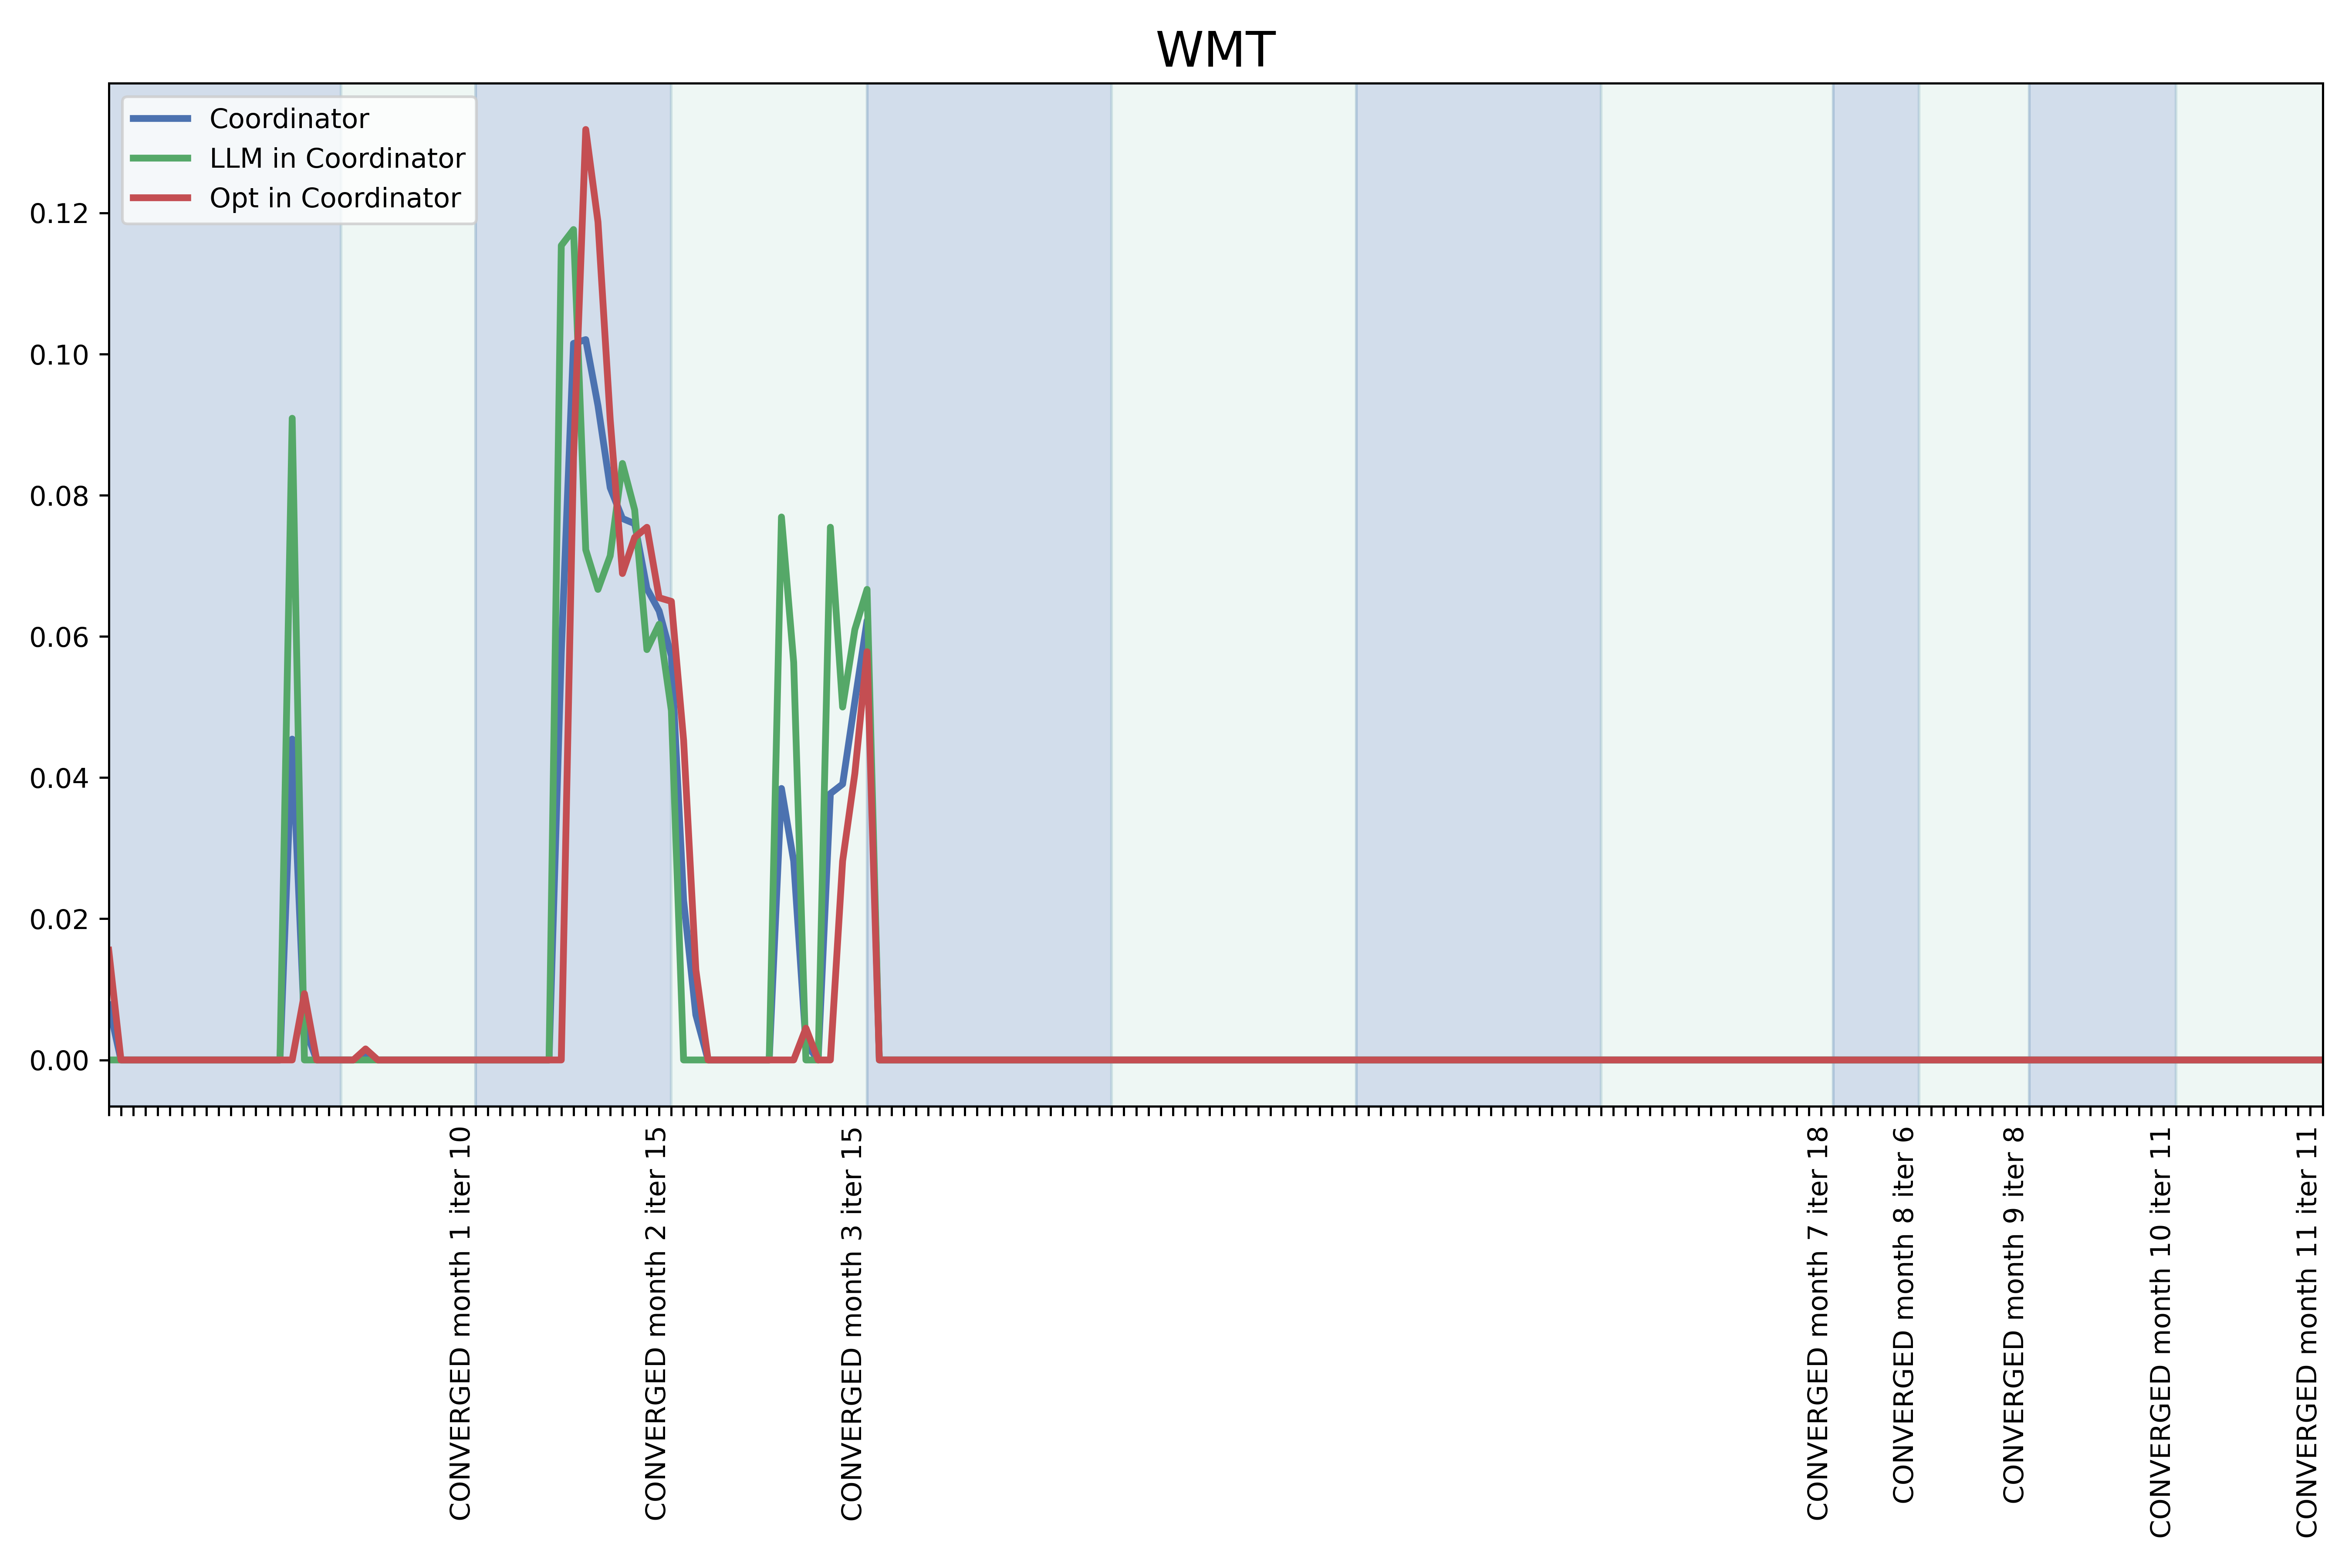 WMT
Coordinator
LLM in Coordinator
Opt in Coordinator
0.12
0.10
0.08
0.06
0.04
0.02
0.00
CONVERGED month 1 iter 10
CONVERGED month 2 iter 15
CONVERGED month 3 iter 15
CONVERGED month 7 iter 18
CONVERGED month 8 iter 6
CONVERGED month 9 iter 8
CONVERGED month 10 iter 11
CONVERGED month 11 iter 11